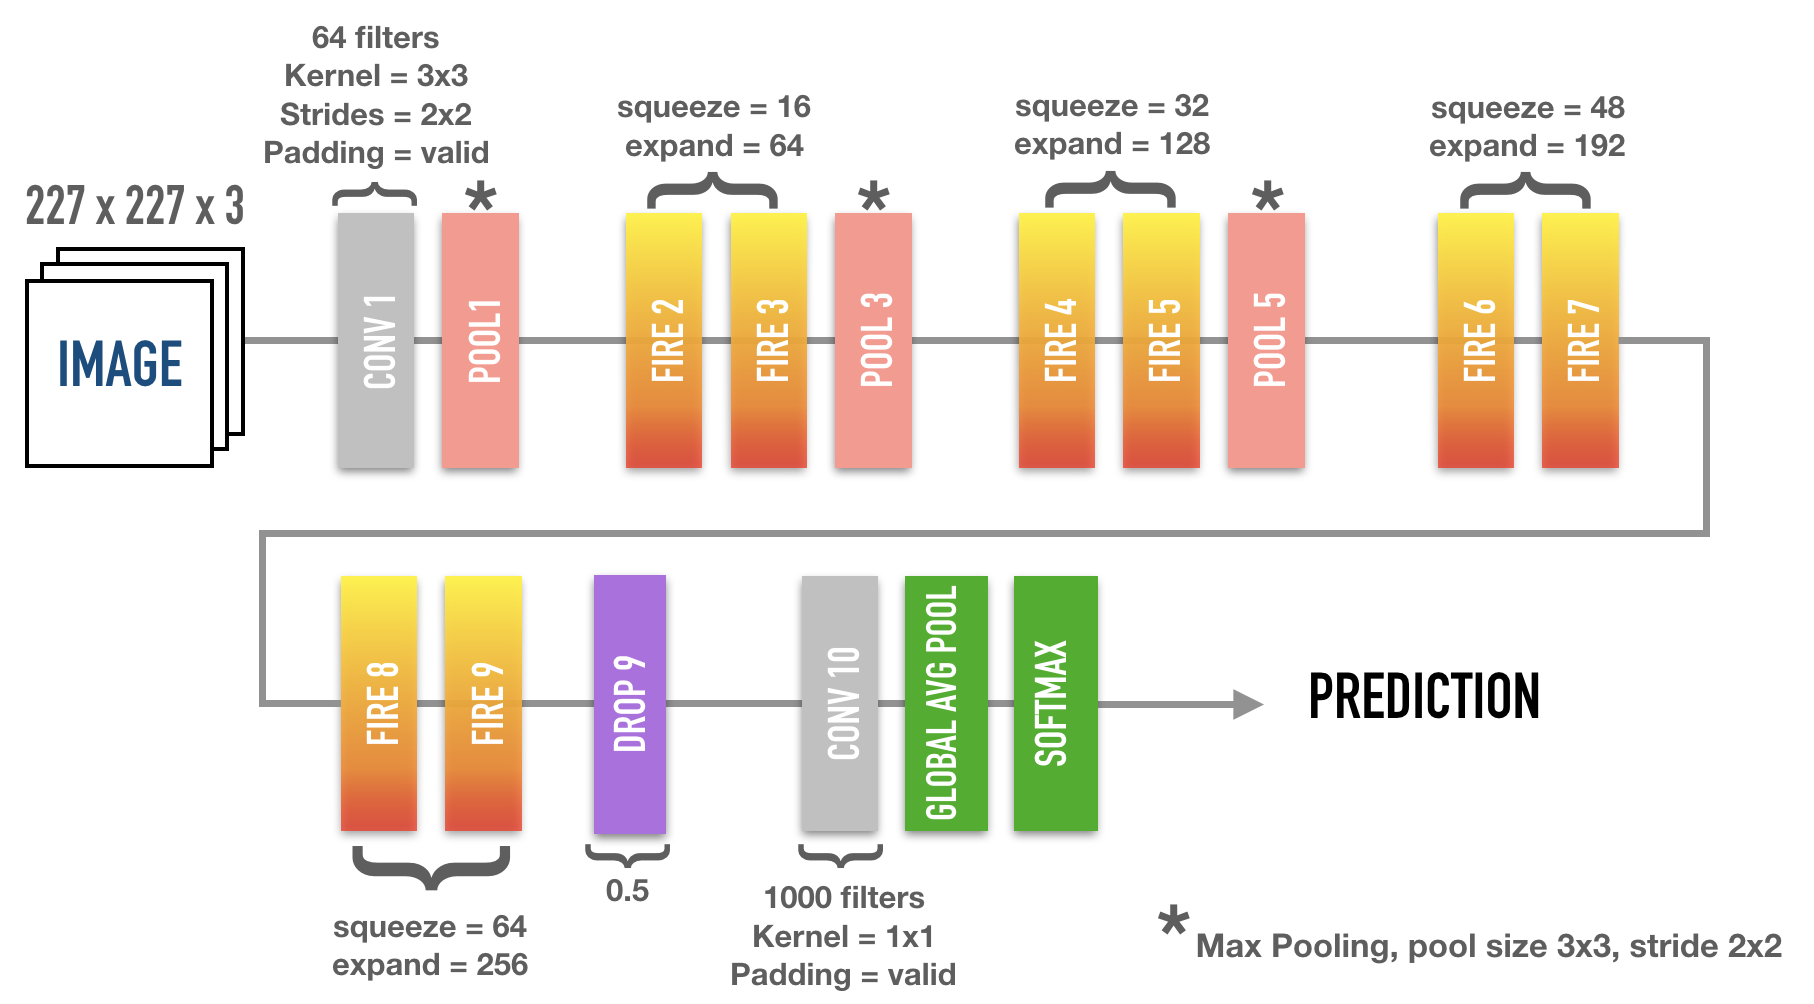 64 filters
Kernel = 3x3
Strides = 2x2
Padding = valid
squeeze = 16
expand = 64
squeeze = 32
expand = 128
squeeze = 48
expand = 192
227 x 227 x 3
*
*
*
IMAGE
CONV 1
POOL1
FIRE 2
FIRE 3
POOL 3
FIRE 4
FIRE 5
POOL 5
FIRE 6
FIRE 7
FIRE 8
FIRE 9
DROP 9
CONV 10
GLOBAL AVG POOL
SOFTMAX
PREDICTION
squeeze = 64
expand = 256
0.5
1000 filters
Kernel = 1x1
Padding = valid
* Max Pooling, pool size 3x3, stride 2x2